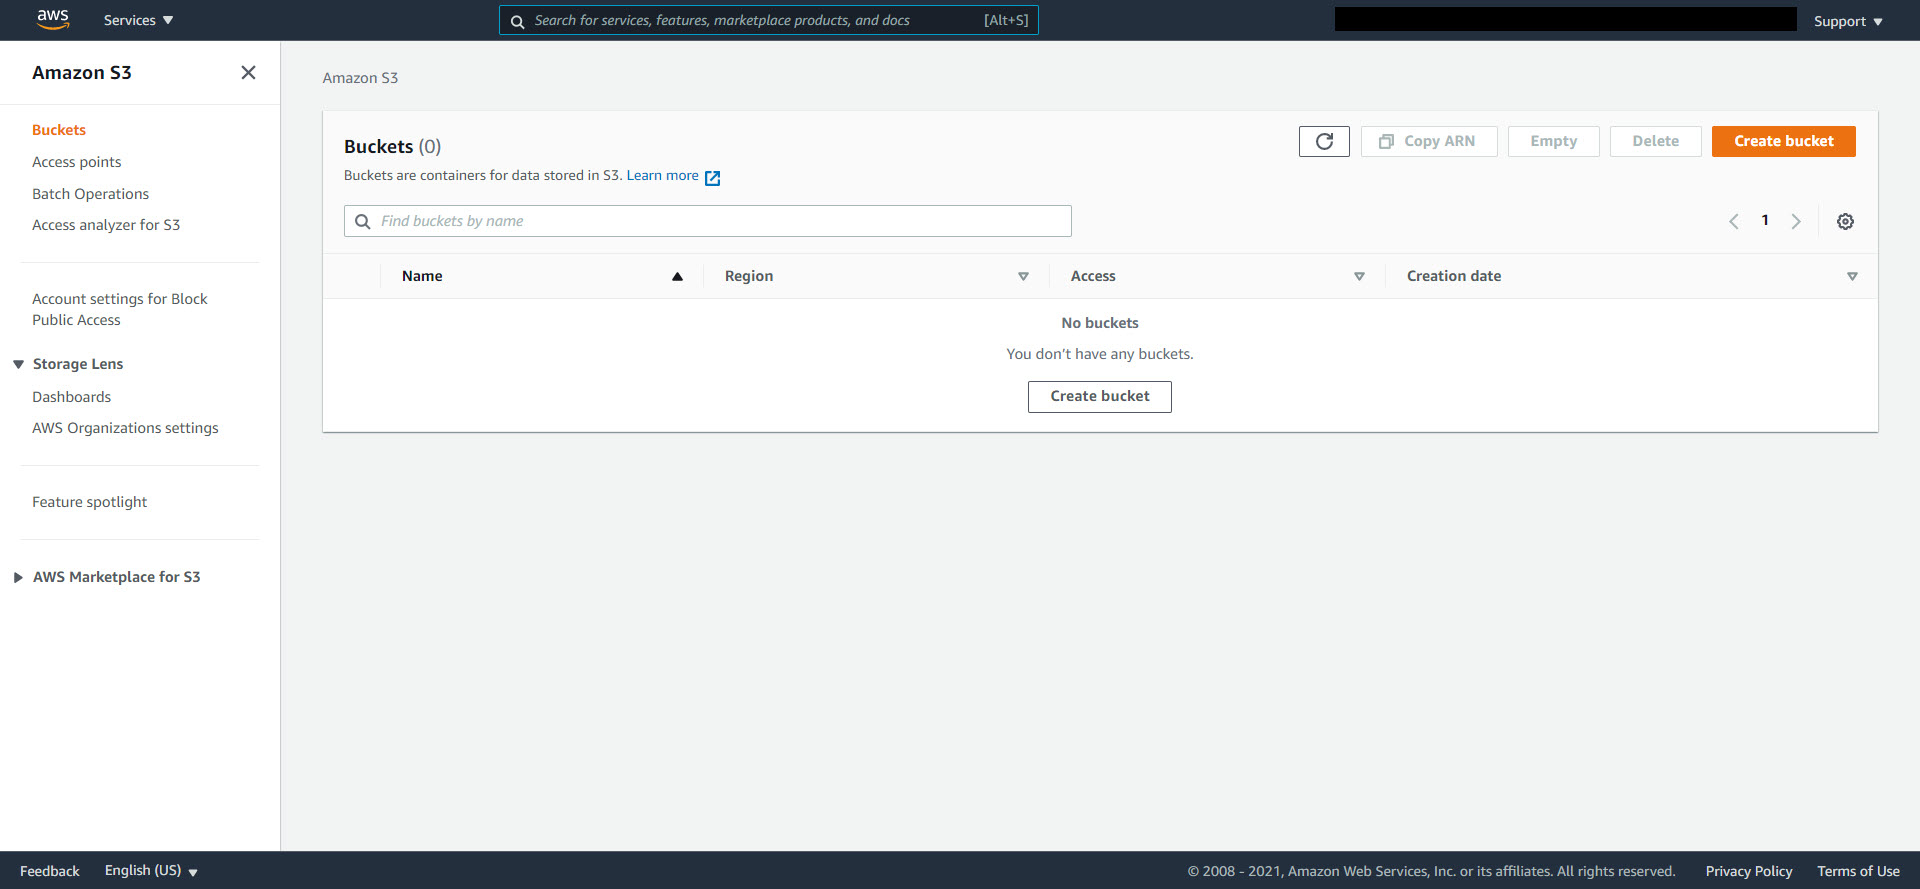 aws
Services
Search for services, features, marketplace products, and docs
[Alt+S]
Support
Amazon S3
Buckets
Access points
Batch Operations
Access analyzer for S3
Account settings for Block
Public Access
Storage Lens
Dashboards
AWS Organizations settings
Feature spotlight
AWS Marketplace for S3
Amazon S3
Buckets (0)
Copy ARN
Empty
Delete
Create bucket
Buckets are containers for data stored in S3. Learn more
Find buckets by name
1
Name
Region
Access
Creation date
No buckets
You don't have any buckets.
Create bucket
Feedback
English (US)
© 2008 - 2021, Amazon Web Services, Inc. or its affiliates. All rights reserved.
Privacy Policy
Terms of Use